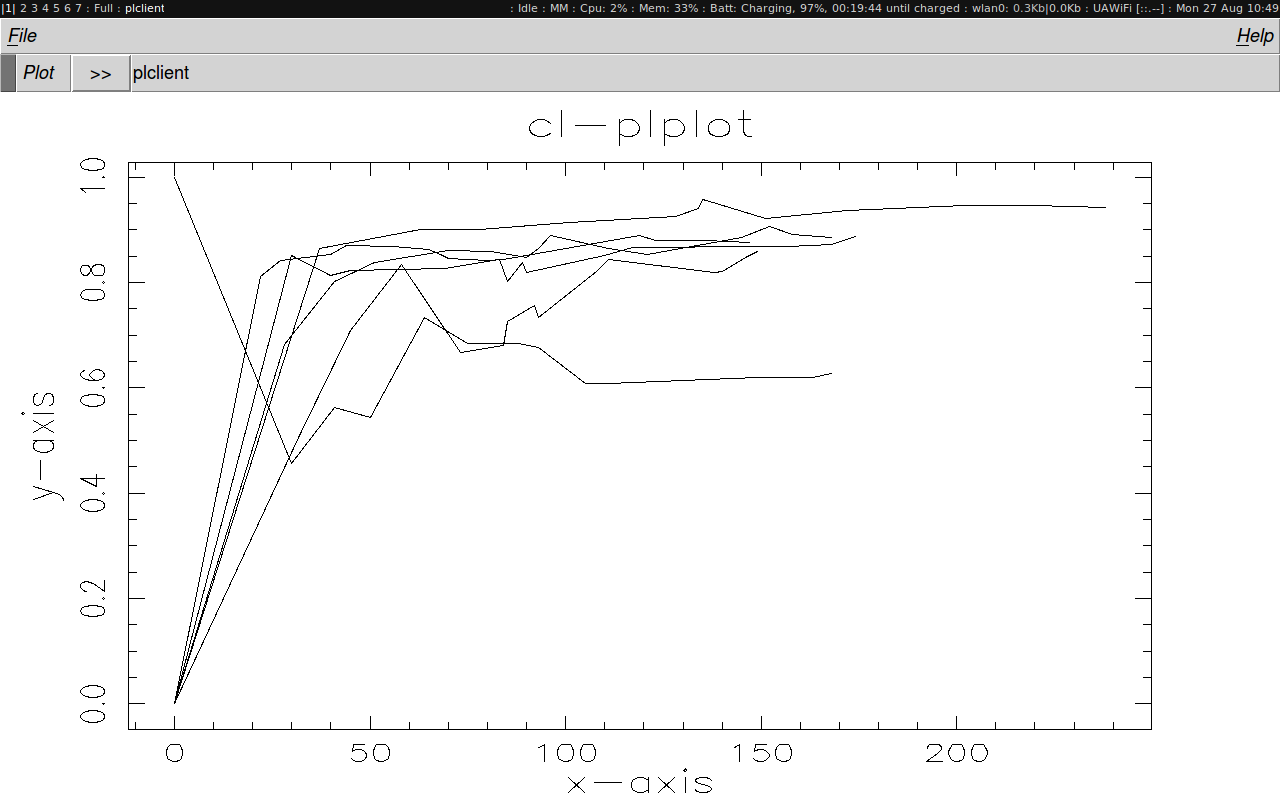 |1| 2 3 4 5 6 7 : Full : plclient : Idle : MM : Cpu: 2% : Mem: 33% : Batt: Charging, 97%, 00:19:44 until charged : wlan0: 0.3Kb|0.0Kb : UAWiFi [::.--] : Mon 27 Aug 10:49
File Help
Plot >> plclient
cl-plplot
1.0
0.8
0.6
0.4
0.2
0.0
y-axis
0 50 100 150 200
x-axis